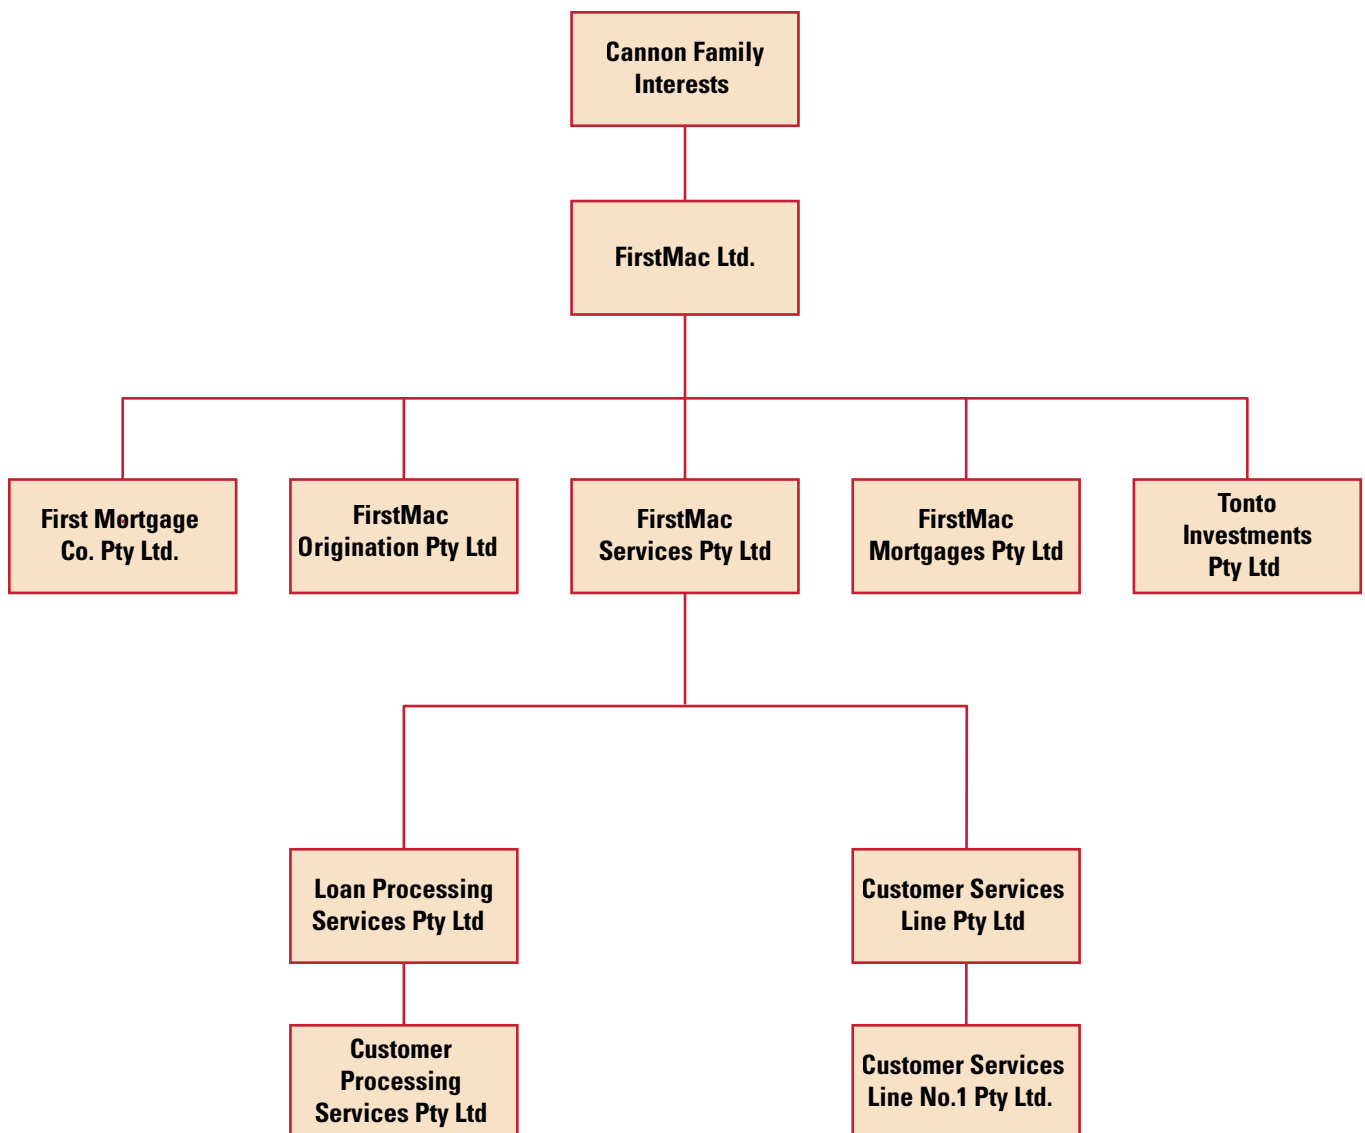 Cannon Family
Interests
FirstMac Ltd.
First Mortgage
Co. Pty Ltd.
FirstMac
Origination Pty Ltd
FirstMac
Services Pty Ltd
FirstMac
Mortgages Pty Ltd
Tonto
Investments
Pty Ltd
Loan Processing
Services Pty Ltd
Customer Services
Line Pty Ltd
Customer
Processing
Services Pty Ltd
Customer Services
Line No.1 Pty Ltd.